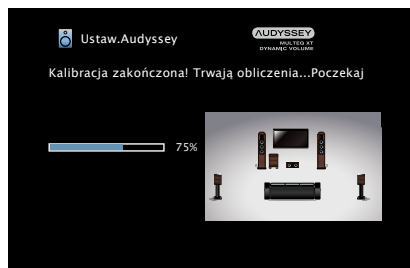 Ustaw.Audyssey
AUDYSSEY
MULTEQ XT
DYNAMIC VOLUME
Kalibracja zakończona! Trwają obliczenia...Poczekaj
75%